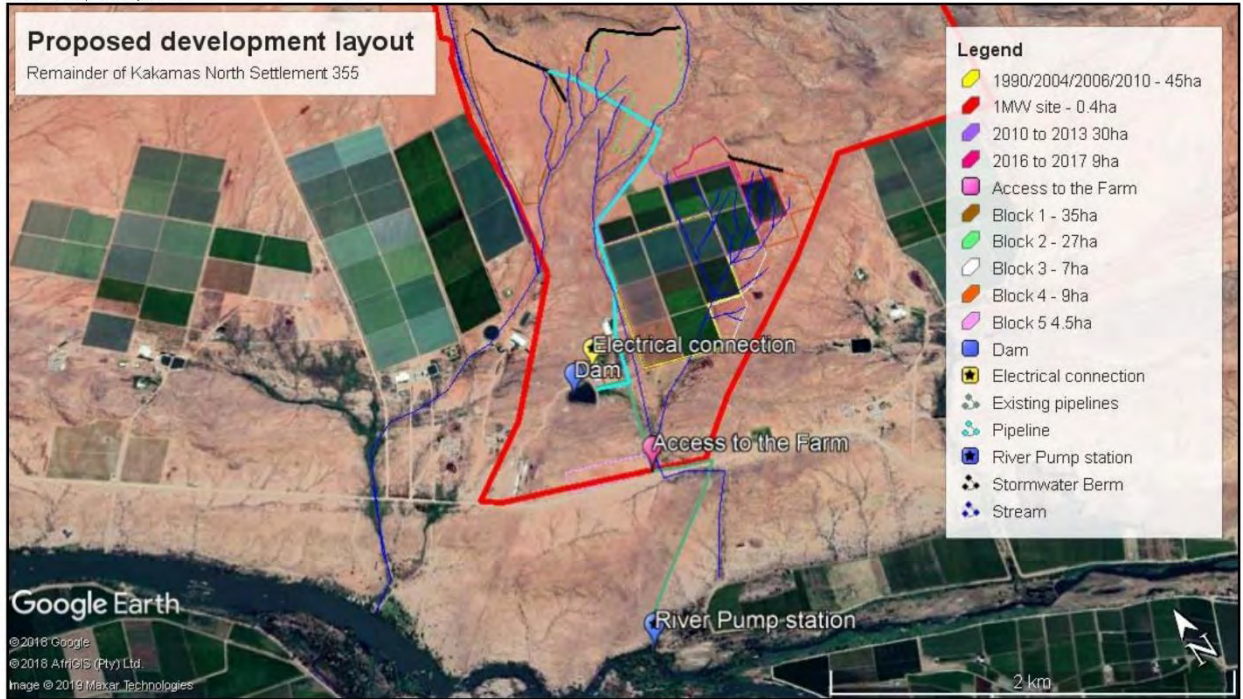 Proposed development layout
Remainder of Kakamas North Settlement 355
Legend
1990/2004/2006/2010 - 45ha
1MW site - 0.4ha
2010 to 2013 30ha
2016 to 2017 9ha
Access to the Farm
Block 1 - 35ha
Block 2 - 27ha
Block 3 - 7ha
Block 4 - 9ha
Block 5 4.5ha
Dam
Electrical connection
Existing pipelines
Pipeline
River Pump station
Stormwater Berm
Stream
Electrical connection
Dam
Access to the Farm
River Pump station
Google Earth
©2018 Google
©2018 AfriGIS (Pty) Ltd.
Image ©2019 Maxar Technologies
N
2 km